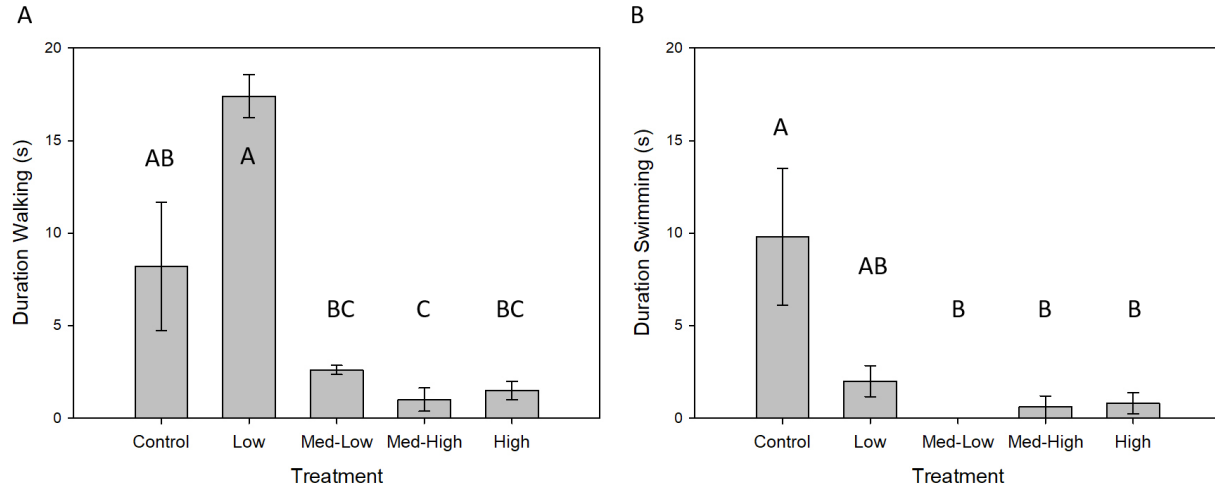 A
Duration Walking (s)
20
15
10
5
0
AB
A
BC
C
BC
Control Low Med-Low Med-High High
Treatment
B
Duration Swimming (s)
20
15
10
5
0
A
AB
B
B
B
Control Low Med-Low Med-High High
Treatment